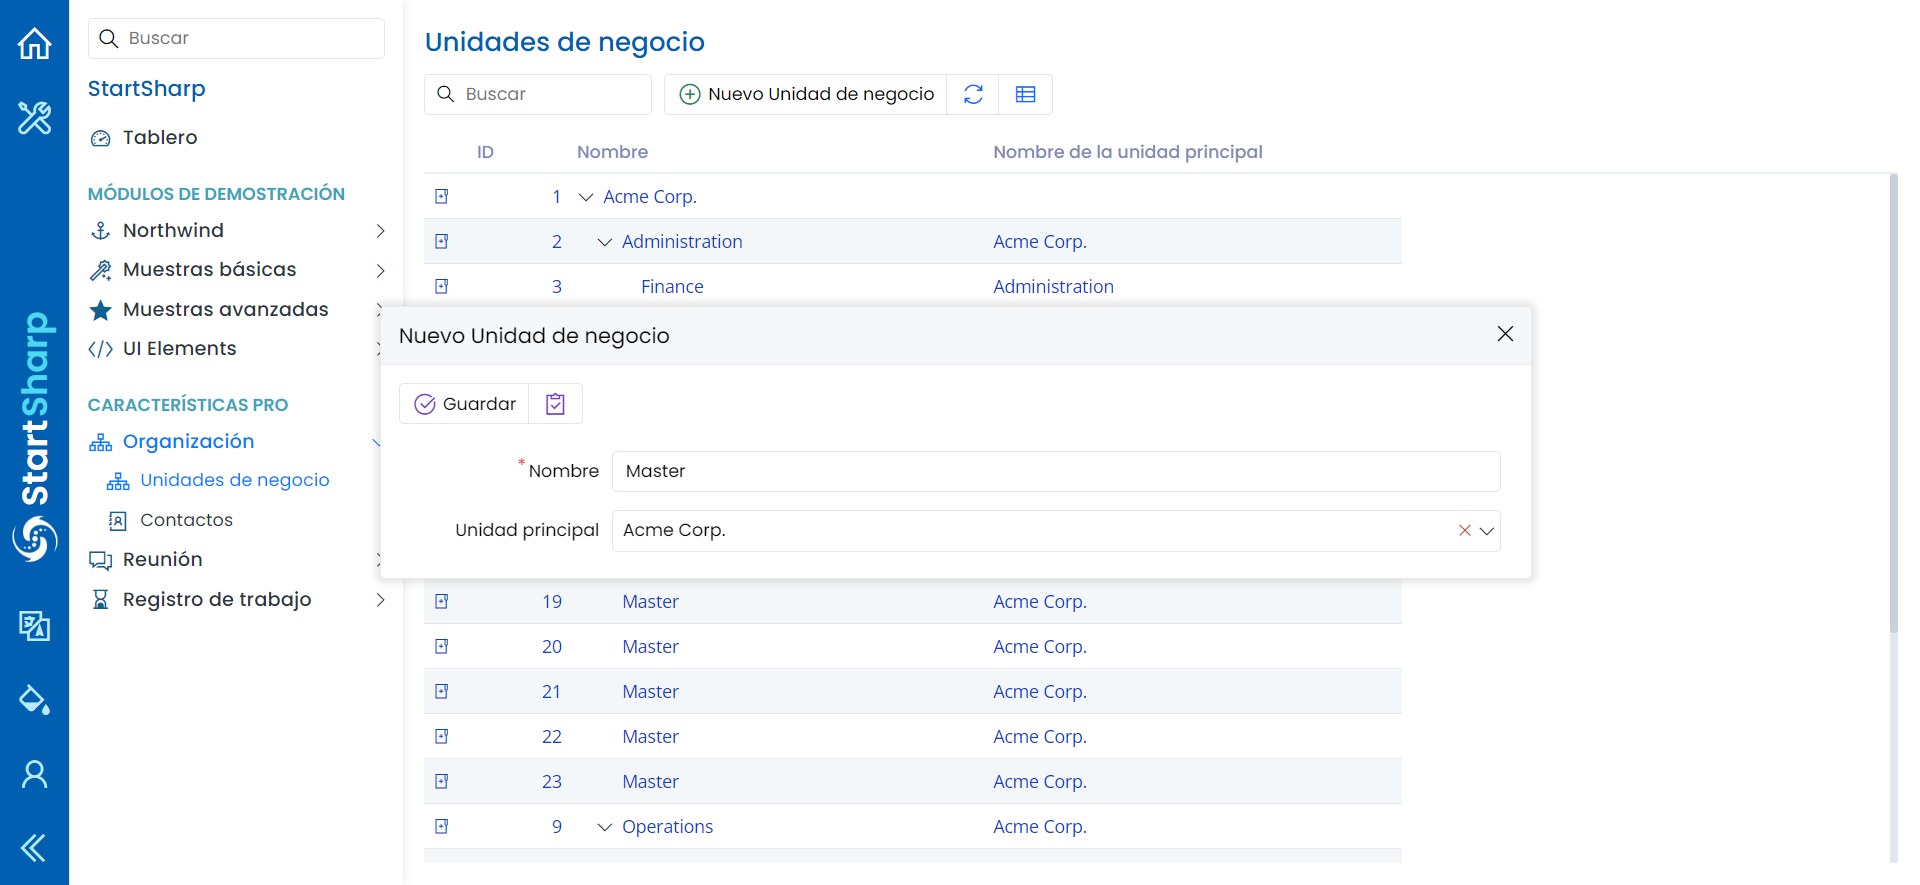 StartSharp
Buscar
StartSharp
Tablero
MÓDULOS DE DEMOSTRACIÓN
Northwind
Muestras básicas
Muestras avanzadas
UI Elements
CARACTERÍSTICAS PRO
Organización
Unidades de negocio
Contactos
Reunión
Registro de trabajo
Unidades de negocio
Buscar
Nuevo Unidad de negocio
ID Nombre Nombre de la unidad principal
1 Acme Corp.
2 Administration Acme Corp.
3 Finance Administration
Nuevo Unidad de negocio
Guardar
* Nombre Master
Unidad principal Acme Corp.
19 Master Acme Corp.
20 Master Acme Corp.
21 Master Acme Corp.
22 Master Acme Corp.
23 Master Acme Corp.
9 Operations Acme Corp.